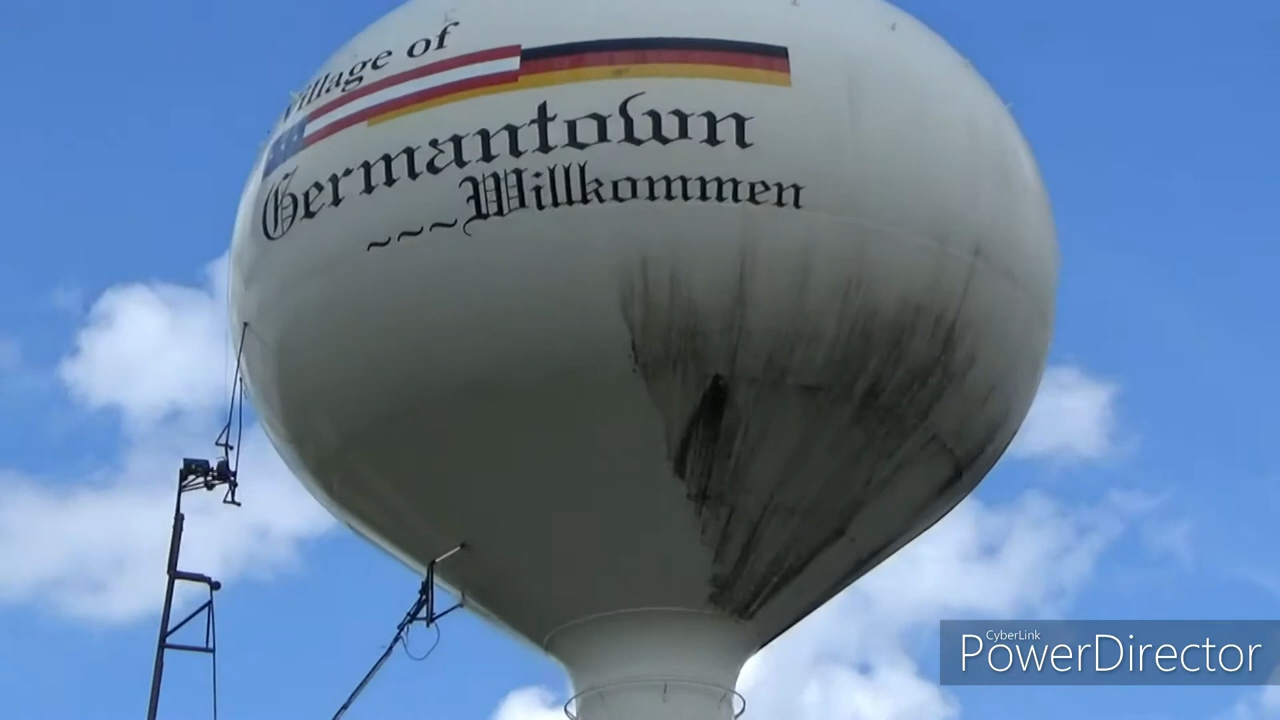 Village of
Germantown
~~~Willkommen
CyberLink
PowerDirector